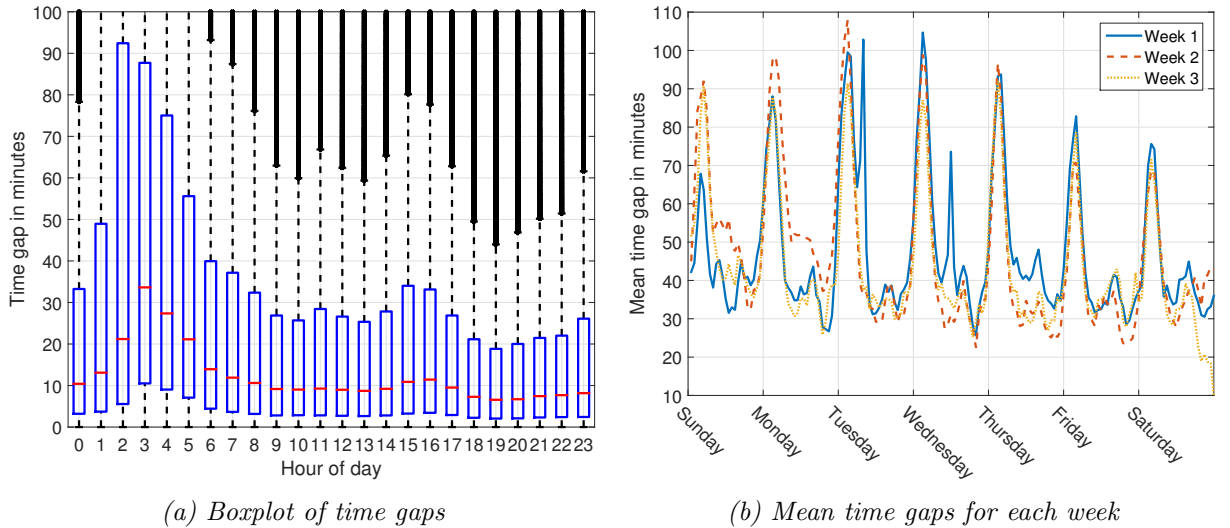 100
90
80
70
60
50
40
30
20
10
0
Time gap in minutes
0 1 2 3 4 5 6 7 8 9 10 11 12 13 14 15 16 17 18 19 20 21 22 23
Hour of day
(a) Boxplot of time gaps
110
100
90
80
70
60
50
40
30
20
10
Mean time gap in minutes
Week 1
Week 2
Week 3
Sunday
Monday
Tuesday
Wednesday
Thursday
Friday
Saturday
(b) Mean time gaps for each week